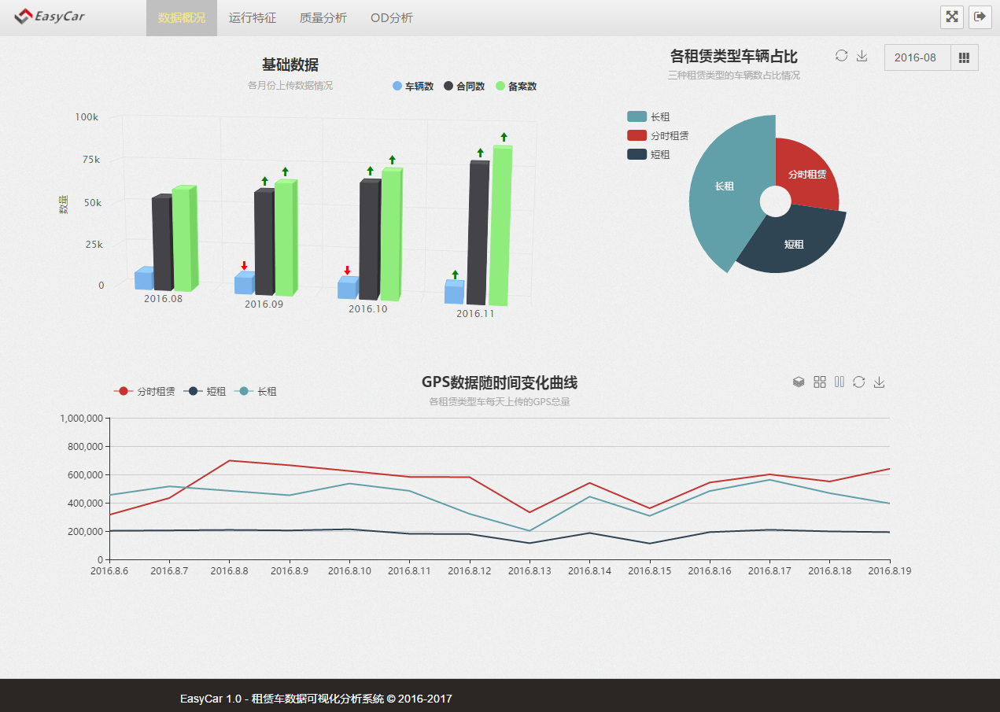 EasyCar 数据概况 运行特征 质量分析 OD分析
基础数据
各月份上传数据情况
车辆数 合同数 备案数
100k
75k
50k
25k
0
数量
2016.08 2016.09 2016.10 2016.11
各租赁类型车辆占比
三种租赁类型的车辆数占比情况
2016-08
长租
分时租赁
短租
分时租赁
长租
短租
GPS数据随时间变化曲线
各租赁类型车每天上传的GPS总量
分时租赁 短租 长租
1,000,000
800,000
600,000
400,000
200,000
0
2016.8.6 2016.8.7 2016.8.8 2016.8.9 2016.8.10 2016.8.11 2016.8.12 2016.8.13 2016.8.14 2016.8.15 2016.8.16 2016.8.17 2016.8.18 2016.8.19
EasyCar 1.0 - 租赁车数据可视化分析系统 © 2016-2017